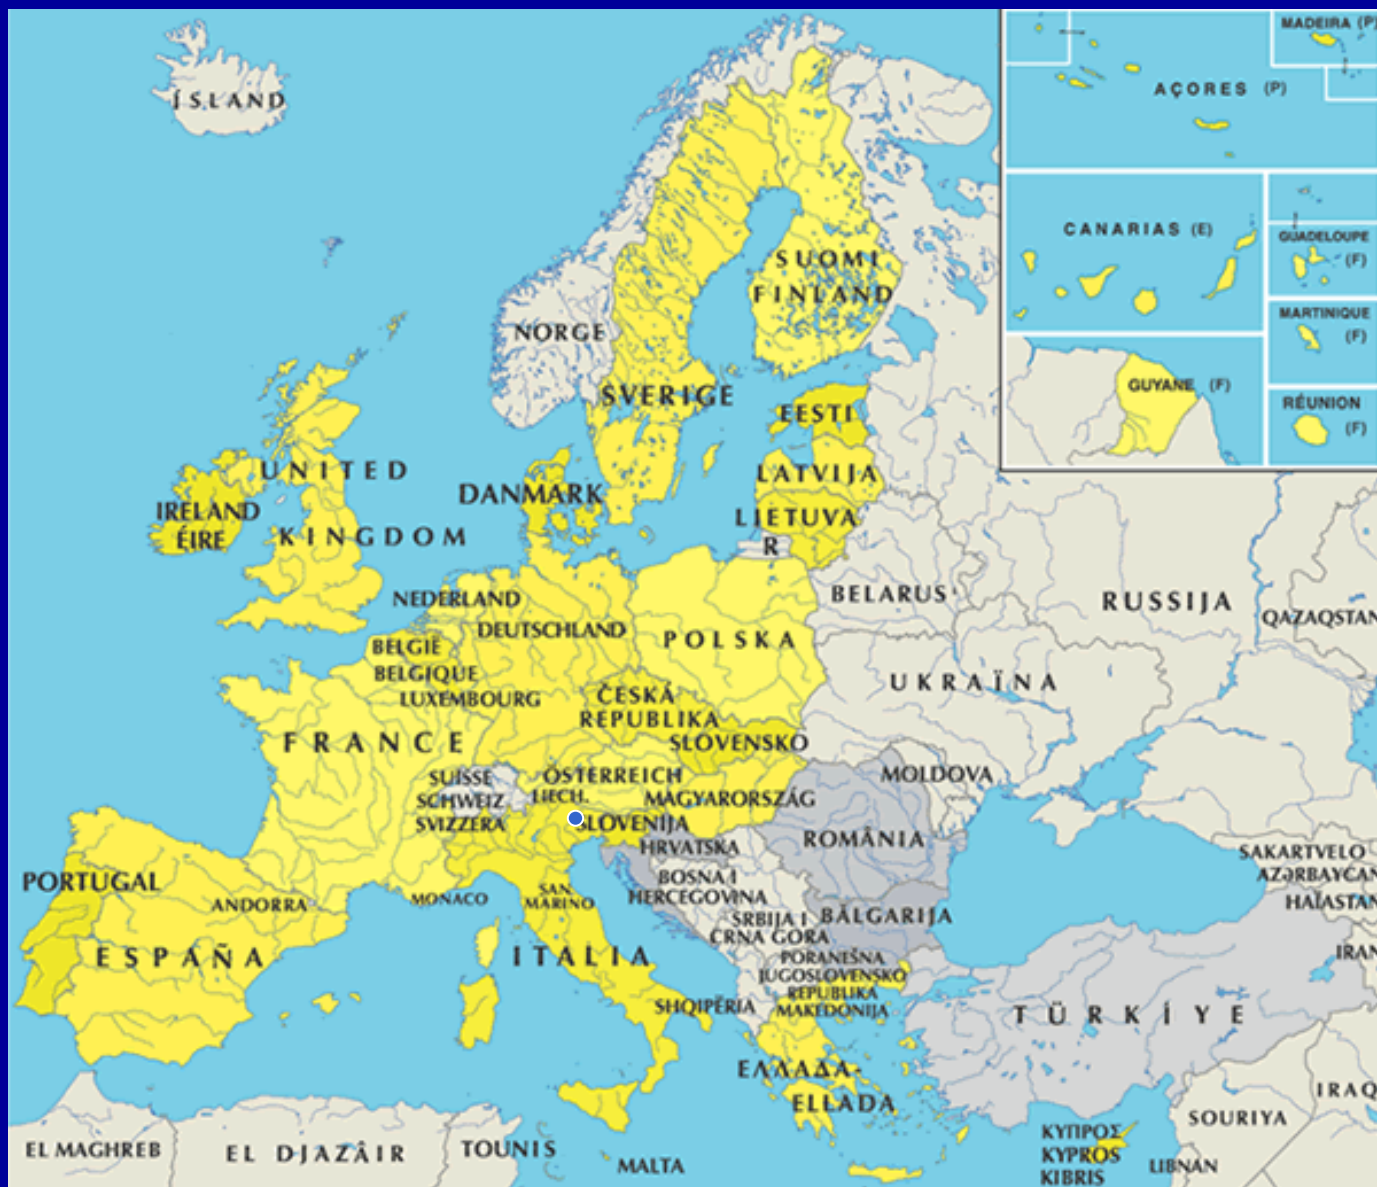 MADEIRA (P)
AÇORES (P)
ÍSLAND
CANARIAS (E)
GUADELOUPE
(F)
SUOMI
FINLAND
MARTINIQUE
(F)
NORGE
GUYANE (F)
RÉUNION
(F)
SVERIGE
EESTI
LATVIJA
UNITED
KINGDOM
DANMARK
IRELAND
ÉIRE
LIETUVA
R
BELARUS
RUSSIJA
QAZAQSTAN
NEDERLAND
DEUTSCHLAND
POLSKA
BELGIË
BELGIQUE
LUXEMBOURG
UKRAÏNA
ČESKÁ
REPUBLIKA
SLOVENSKO
FRANCE
SUISSE
SCHWEIZ
SVIZZERA
ÖSTERREICH
LIECH.
MAGYARORSZÁG
MOLDOVA
SLOVENIJA
HRVATSKA
ROMÂNIA
SAKARTVELO
AZƏRBAYCAN
HAÏASTAN
BOSNA I
HERCEGOVINA
PORTUGAL
ANDORRA
MONACO
SAN
MARINO
SRBIJA I
CRNA GORA
BĂLGARIJA
ESPAÑA
ITALIA
PORANEŠNA
JUGOSLOVENSKO
REPUBLIKA
MAKEDONIJA
SHQIPËRIA
IRAN
TÜRKÍYE
ΕΛΛΑΔΑ-
ELLADA
IRAQ
SOURIYA
ΚΥΠΡΟΣ
KYPROS
KIBRIS
LIBNAN
EL MAGHREB
EL DJAZÂIR
TOUNIS
MALTA